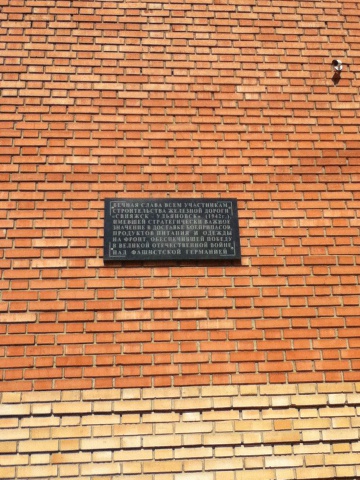 ВЕЧНАЯ СЛАВА ВСЕМ УЧАСТНИКАМ
СТРОИТЕЛЬСТВА ЖЕЛЕЗНОЙ ДОРОГИ
«СВИЯЖСК - УЛЬЯНОВСК» (1942г.),
ИМЕВШЕЙ СТРАТЕГИЧЕСКИ ВАЖНОЕ
ЗНАЧЕНИЕ В ДОСТАВКЕ БОЕПРИПАСОВ,
ПРОДУКТОВ ПИТАНИЯ И ОДЕЖДЫ
НА ФРОНТ, ОБЕСПЕЧИВШЕЙ ПОБЕДУ
В ВЕЛИКОЙ ОТЕЧЕСТВЕННОЙ ВОЙНЕ
НАД ФАШИСТСКОЙ ГЕРМАНИЕЙ